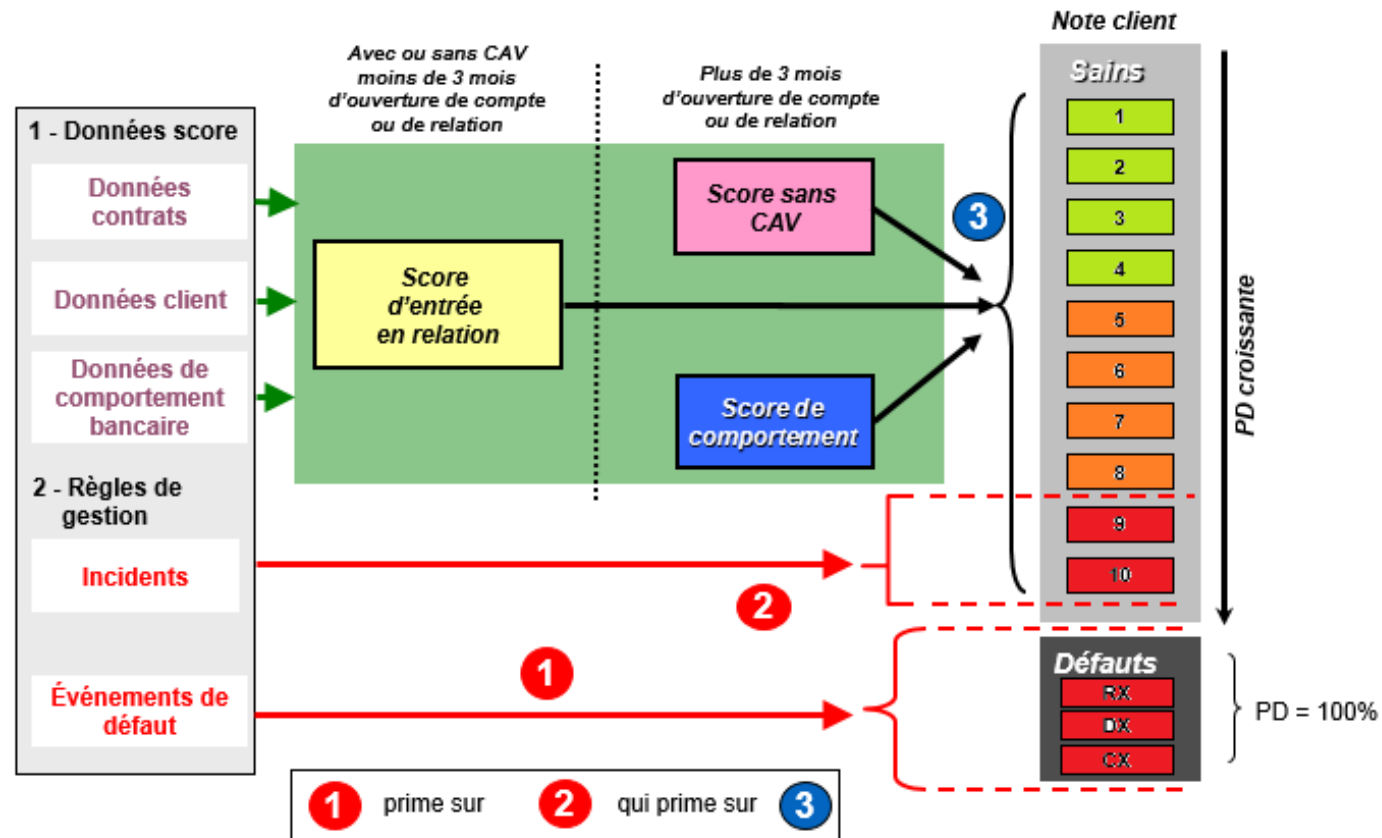 Note client
Avec ou sans CAV
moins de 3 mois
d'ouverture de compte
ou de relation
Plus de 3 mois
d'ouverture de compte
ou de relation
Sains
1 - Données score
Données
contrats
Données client
Données de
comportement
bancaire
2 - Règles de
gestion
Incidents
Événements de
défaut
Score
d'entrée
en relation
Score sans
CAV
Score de
comportement
3
1
2
3
4
5
6
7
8
9
10
PD croissante
2
1
Défauts
RX
DX
CX
PD = 100%
1 prime sur 2 qui prime sur 3